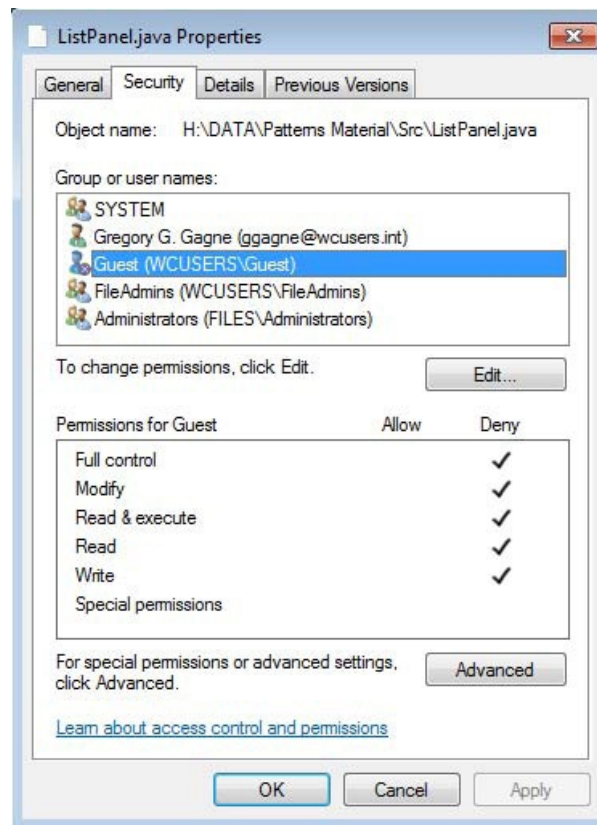 ListPanel.java Properties
General Security Details Previous Versions
Object name: H:\DATA\Patterns Material\Src\ListPanel.java
Group or user names:
SYSTEM
Gregory G. Gagne (ggagne@wcusers.int)
Guest (WCUSERS\Guest)
FileAdmins (WCUSERS\FileAdmins)
Administrators (FILES\Administrators)
To change permissions, click Edit.
Edit...
Permissions for Guest Allow Deny
Full control
Modify
Read & execute
Read
Write
Special permissions
For special permissions or advanced settings,
click Advanced.
Advanced
Learn about access control and permissions
OK Cancel Apply